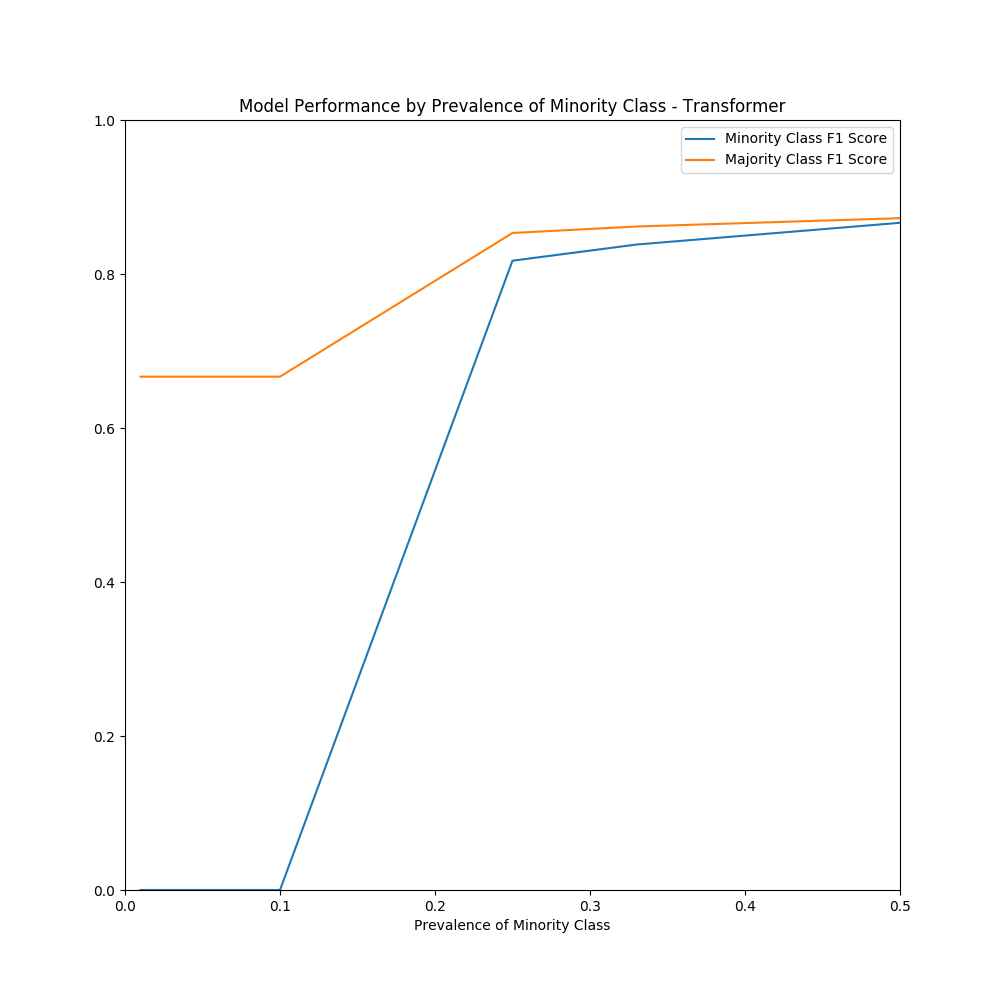 Model Performance by Prevalence of Minority Class - Transformer
1.0
Minority Class F1 Score
Majority Class F1 Score
0.8
0.6
0.4
0.2
0.0
0.0 0.1 0.2 0.3 0.4 0.5
Prevalence of Minority Class